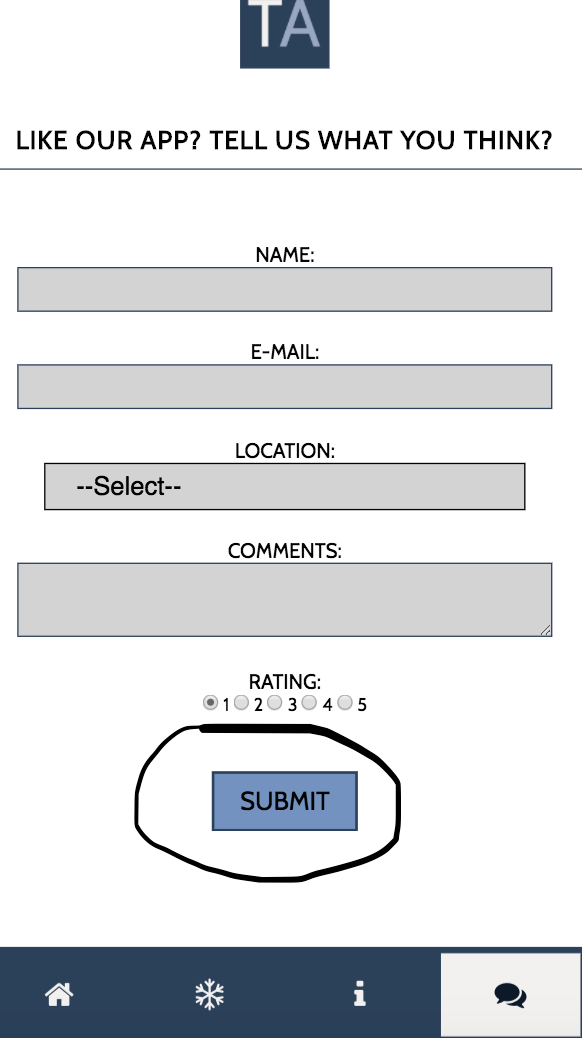 TA
LIKE OUR APP? TELL US WHAT YOU THINK?
NAME:
E-MAIL:
LOCATION:
--Select--
COMMENTS:
RATING:
1 2 3 4 5
SUBMIT